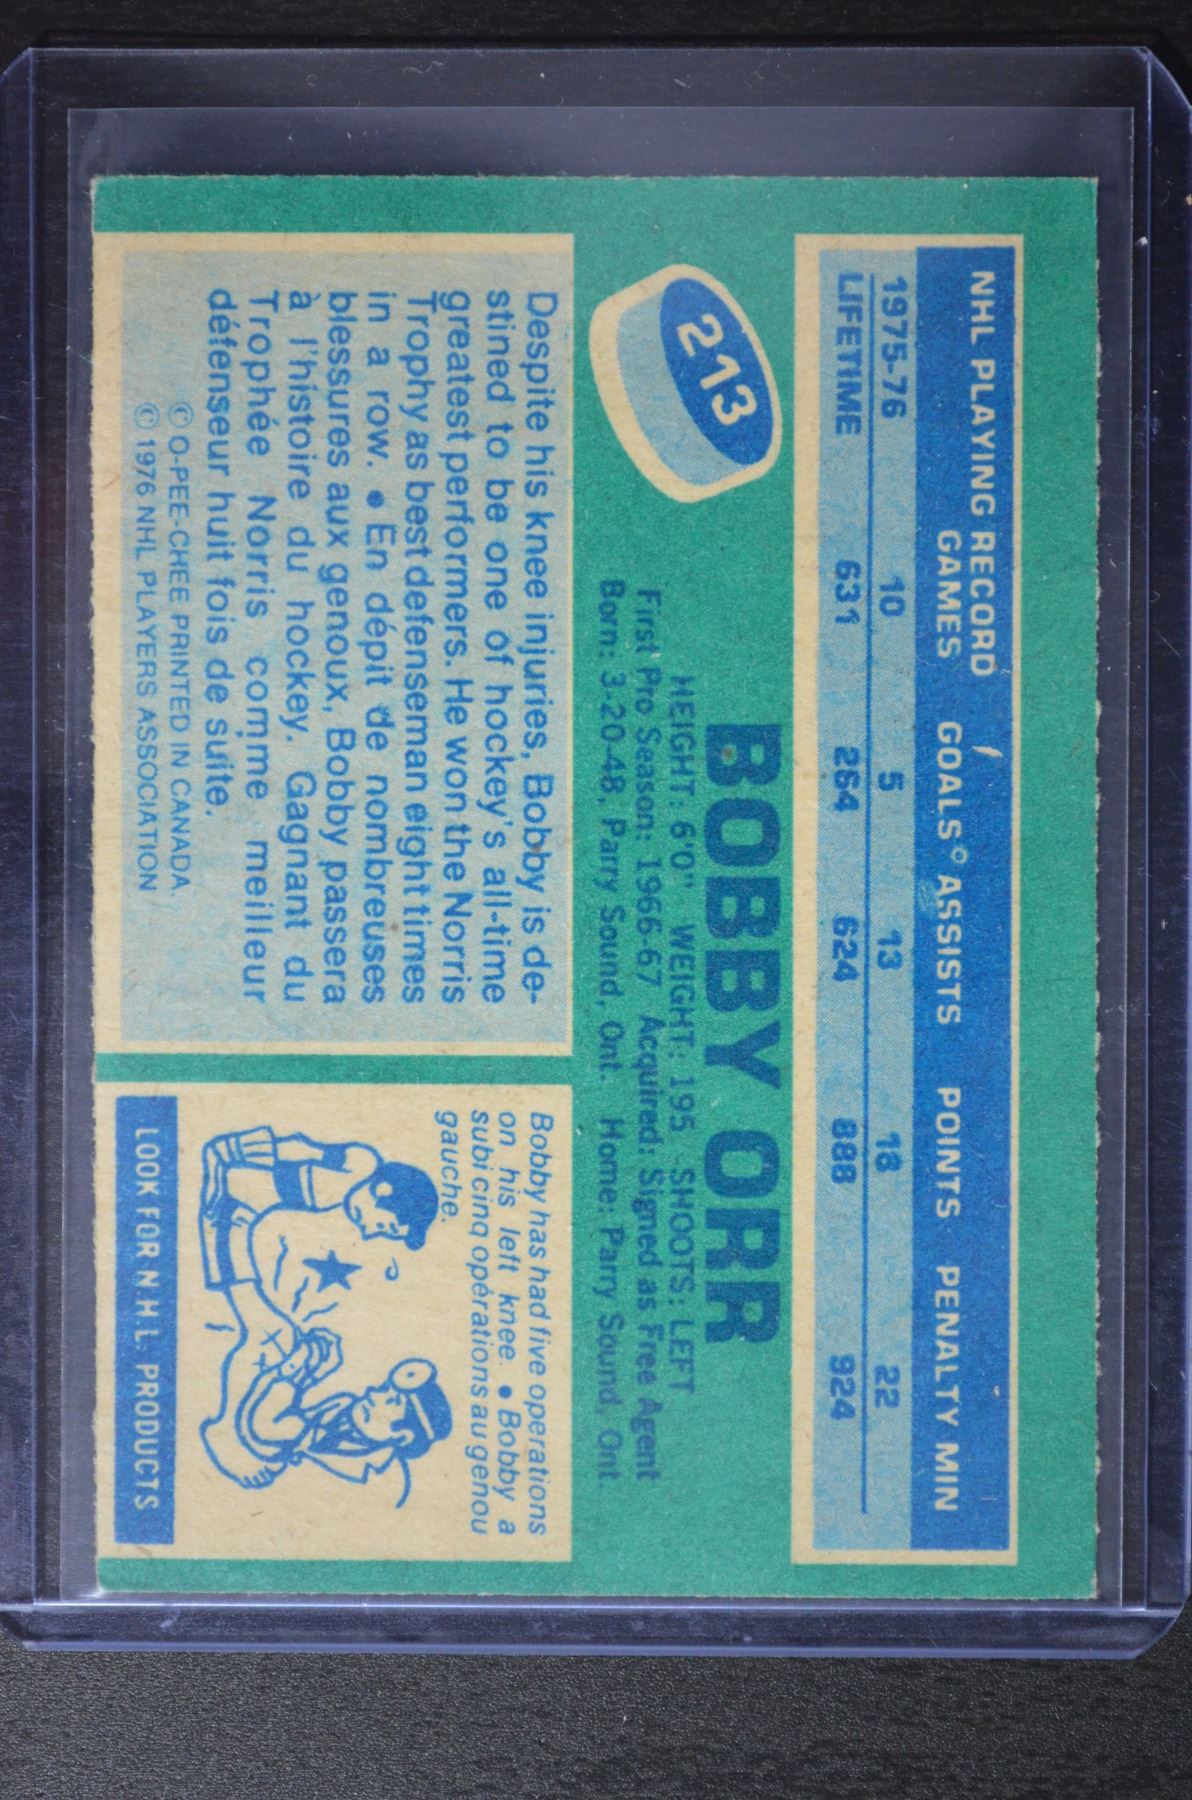 NHL PLAYING RECORD
GAMES GOALS ASSISTS POINTS PENALTY MIN
1975-76 10 5 13 18 22
LIFETIME 631 264 624 888 924
213
BOBBY ORR
HEIGHT: 6'0" WEIGHT: 195 SHOOTS: LEFT
First Pro Season: 1966-67 Acquired: Signed as Free Agent
Born: 3-20-48, Parry Sound, Ont. Home: Parry Sound, Ont.
Despite his knee injuries, Bobby is de-
stined to be one of hockey's all-time
greatest performers. He won the Norris
Trophy as best defenseman eight times
in a row. • En dépit de nombreuses
blessures aux genoux, Bobby passera
à l'histoire du hockey. Gagnant du
Trophée Norris comme meilleur
défenseur huit fois de suite.
© O-PEE-CHEE PRINTED IN CANADA
© 1976 NHL PLAYERS ASSOCIATION
Bobby has had five operations
on his left knee. • Bobby a
subi cinq opérations au genou
gauche.
LOOK FOR N.H.L. PRODUCTS